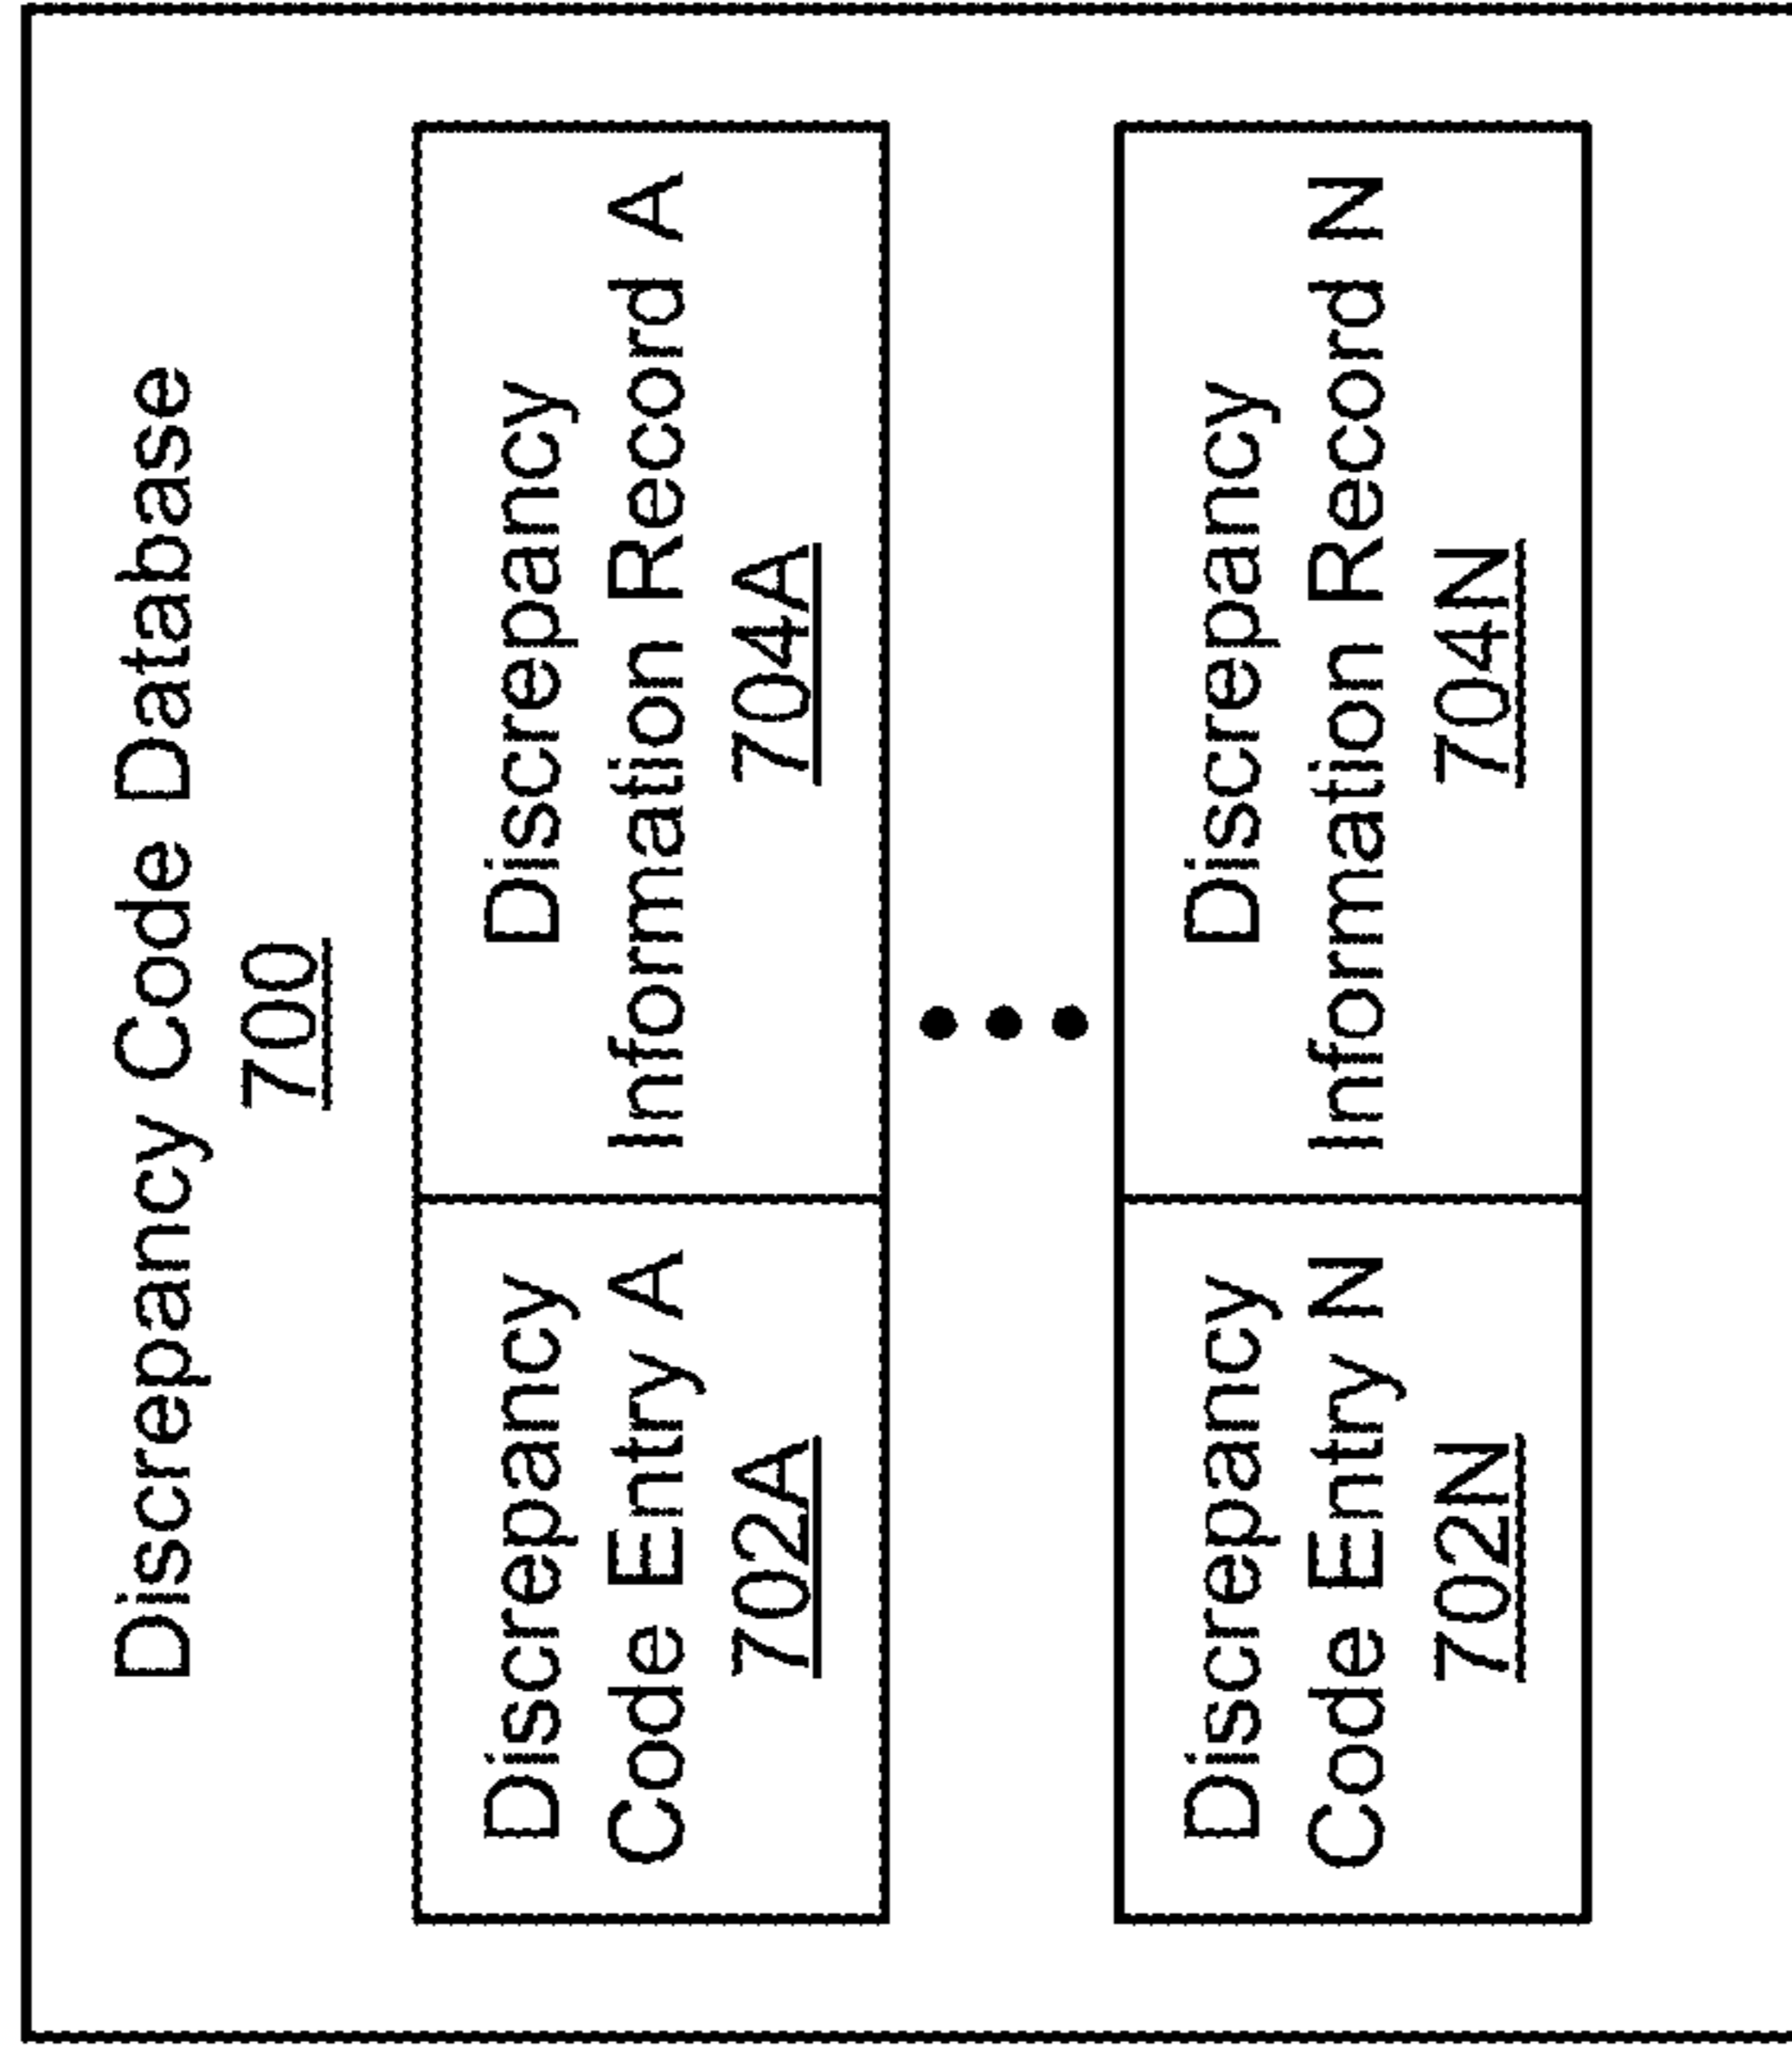 Discrepancy Code Database
700
Discrepancy
Code Entry A
702A
Discrepancy
Information Record A
704A
Discrepancy
Code Entry N
702N
Discrepancy
Information Record N
704N